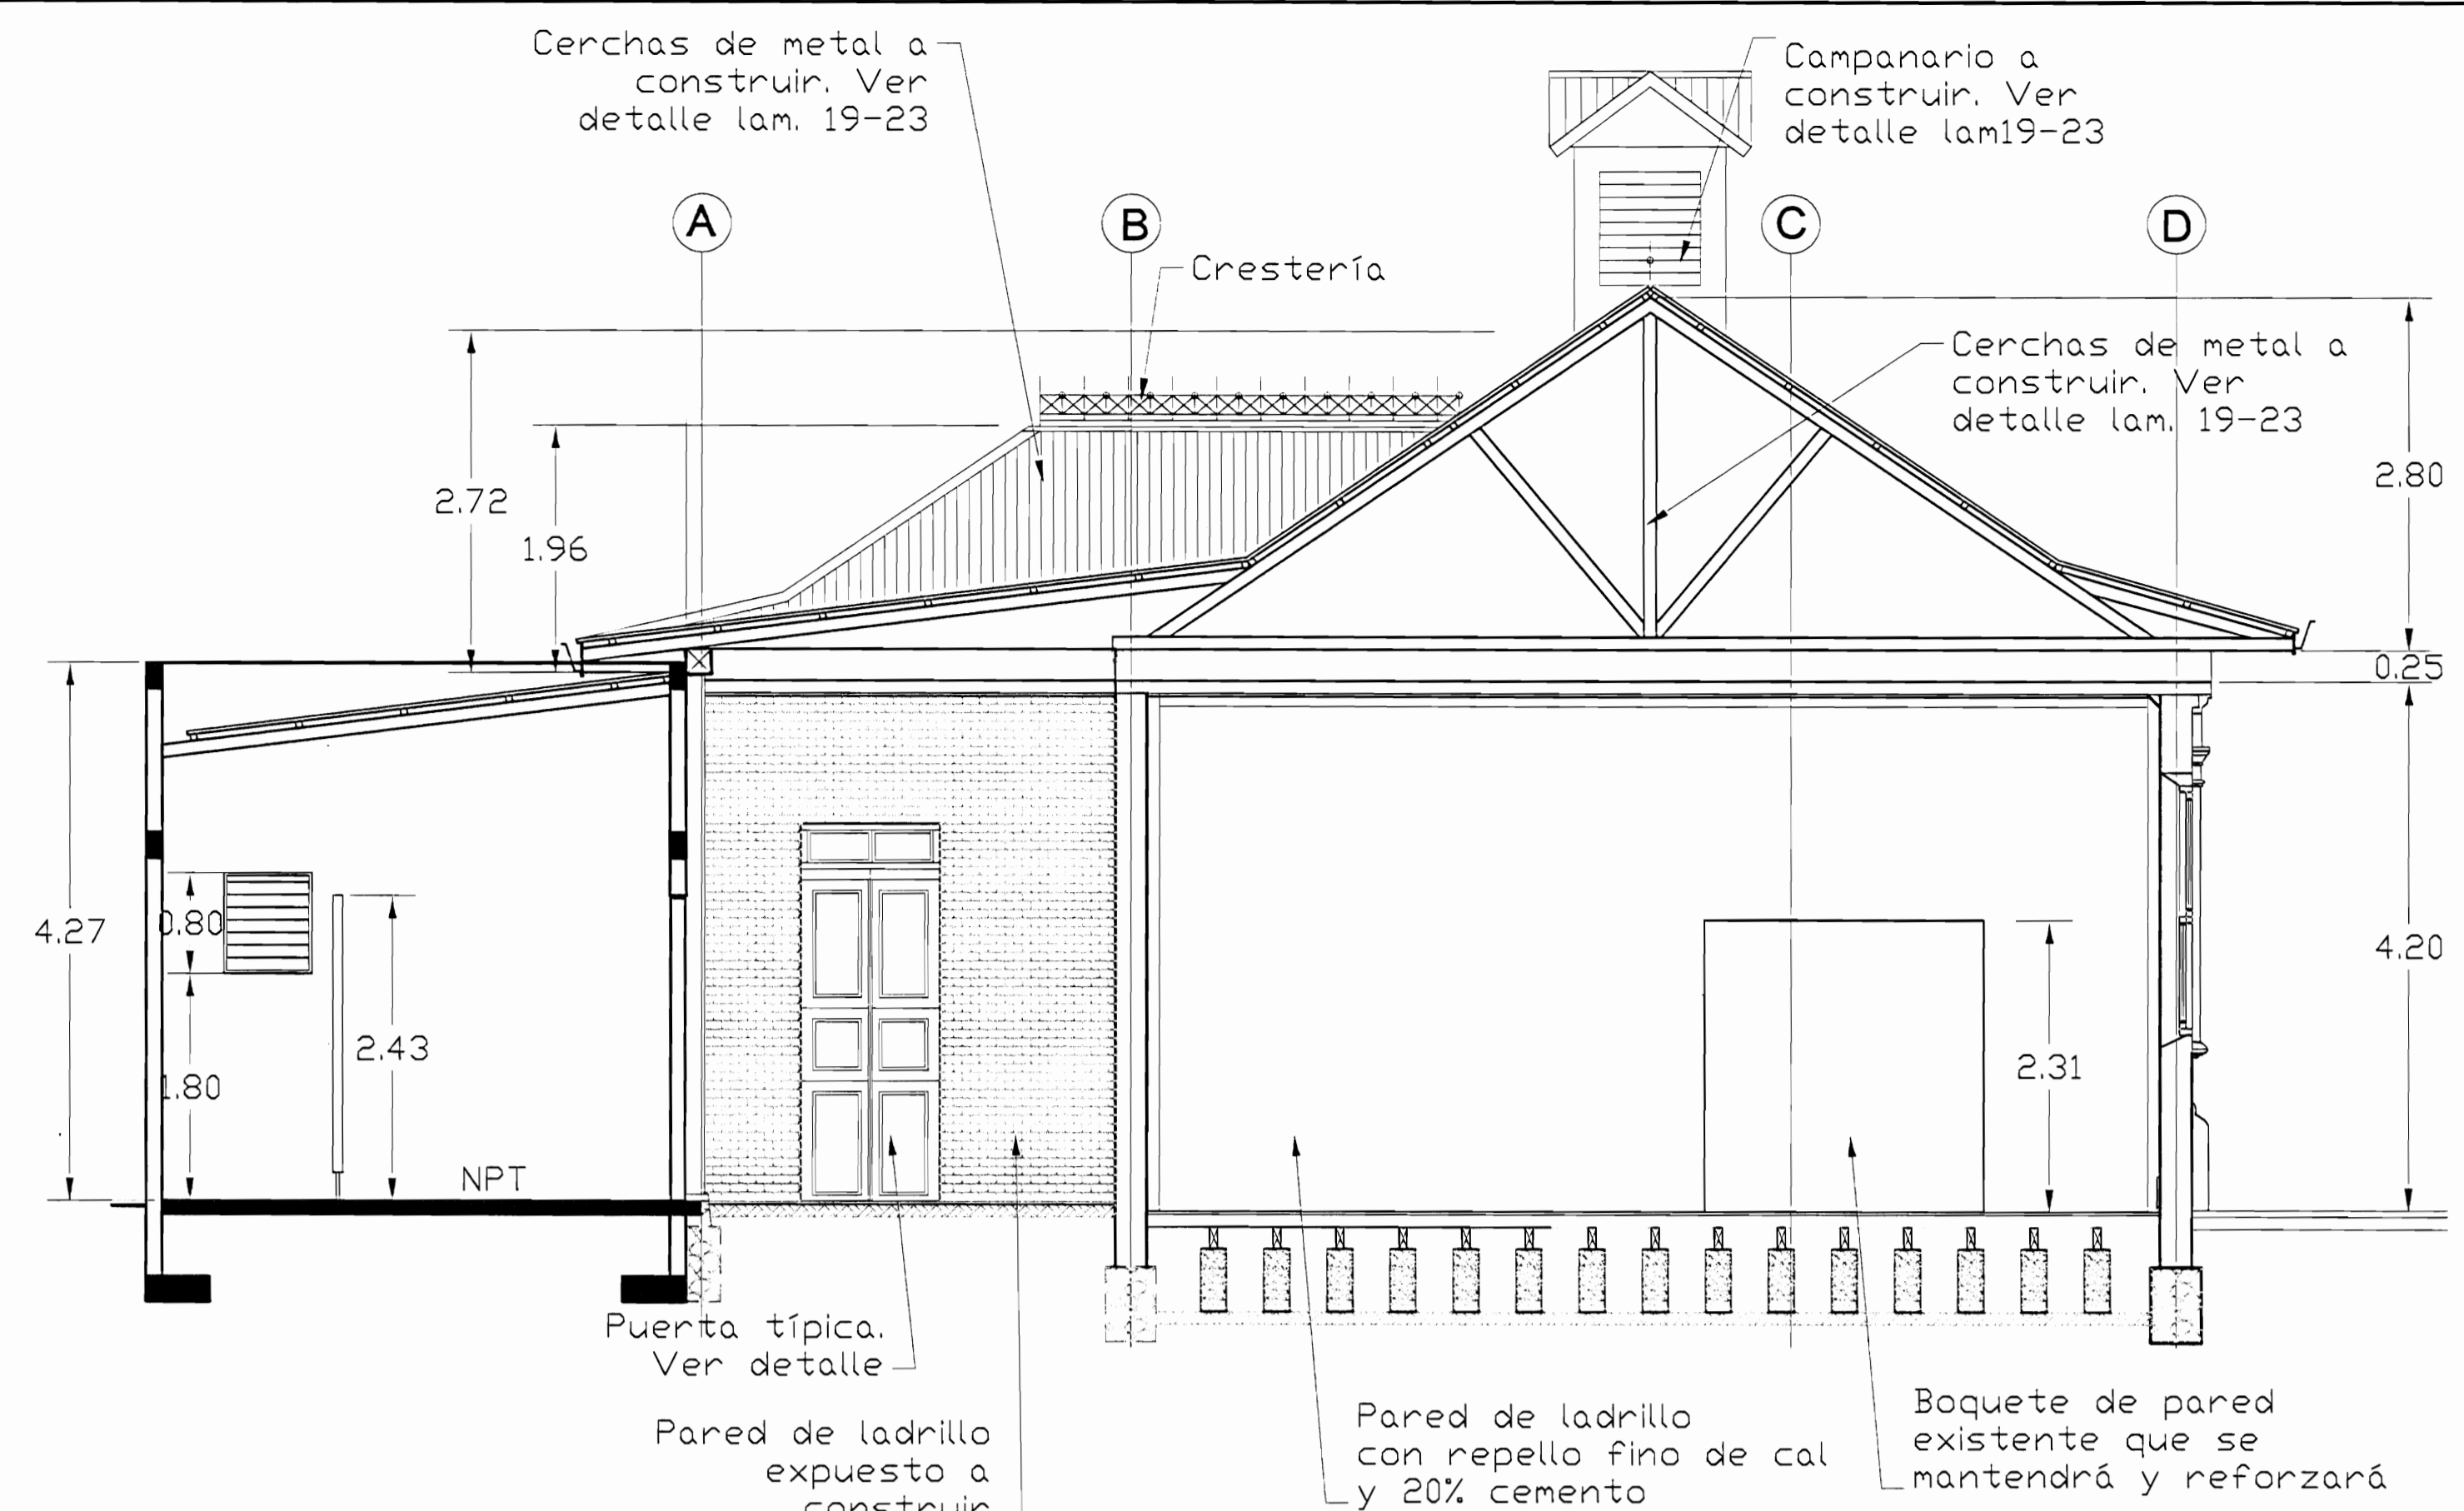 Cerchas de metal a
construir. Ver
detalle lam. 19-23
Campanario a
construir. Ver
detalle lam19-23
A
B
C
D
Crestería
Cerchas de metal a
construir. Ver
detalle lam. 19-23
2.72
1.96
2.80
0.25
4.27
0.80
1.80
2.43
NPT
2.31
4.20
Puerta típica.
Ver detalle
Pared de ladrillo
expuesto a
construir
Pared de ladrillo
con repello fino de cal
y 20% cemento
Boquete de pared
existente que se
mantendrá y reforzará